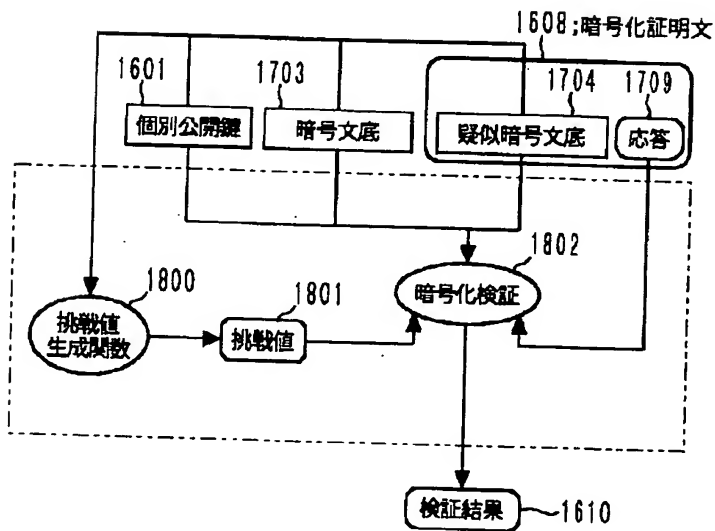 1608;暗号化証明文
1601
1703
1704
1709
個別公開鍵
暗号文底
疑似暗号文底
応答
1800
1801
1802
挑戦値
生成関数
挑戦値
暗号化検証
検証結果
1610